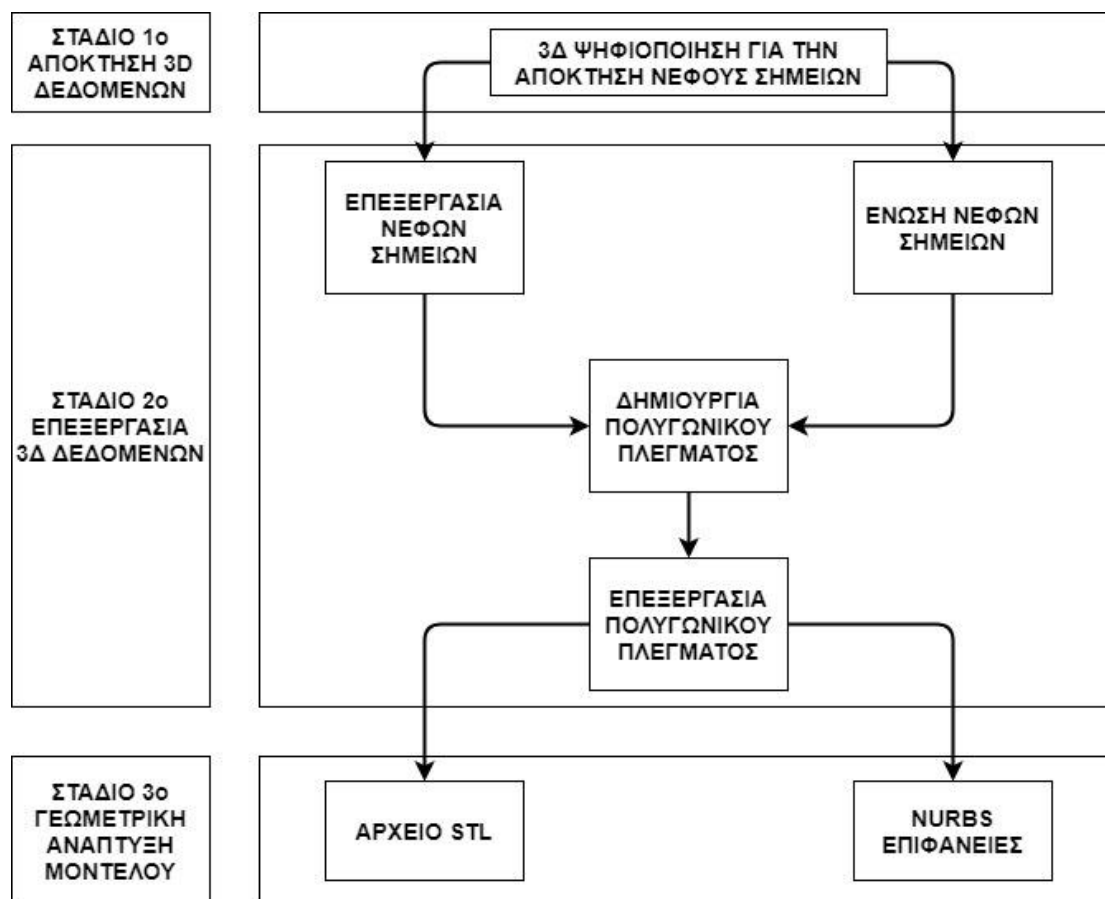 ΣΤΑΔΙΟ 1ο
ΑΠΟΚΤΗΣΗ 3D
ΔΕΔΟΜΕΝΩΝ
3Δ ΨΗΦΙΟΠΟΙΗΣΗ ΓΙΑ ΤΗΝ
ΑΠΟΚΤΗΣΗ ΝΕΦΟΥΣ ΣΗΜΕΙΩΝ
ΣΤΑΔΙΟ 2ο
ΕΠΕΞΕΡΓΑΣΙΑ
3Δ ΔΕΔΟΜΕΝΩΝ
ΕΠΕΞΕΡΓΑΣΙΑ
ΝΕΦΩΝ
ΣΗΜΕΙΩΝ
ΕΝΩΣΗ ΝΕΦΩΝ
ΣΗΜΕΙΩΝ
ΔΗΜΙΟΥΡΓΙΑ
ΠΟΛΥΓΩΝΙΚΟΥ
ΠΛΕΓΜΑΤΟΣ
ΕΠΕΞΕΡΓΑΣΙΑ
ΠΟΛΥΓΩΝΙΚΟΥ
ΠΛΕΓΜΑΤΟΣ
ΣΤΑΔΙΟ 3ο
ΓΕΩΜΕΤΡΙΚΗ
ΑΝΑΠΤΥΞΗ
ΜΟΝΤΕΛΟΥ
ΑΡΧΕΙΟ STL
NURBS
ΕΠΙΦΑΝΕΙΕΣ